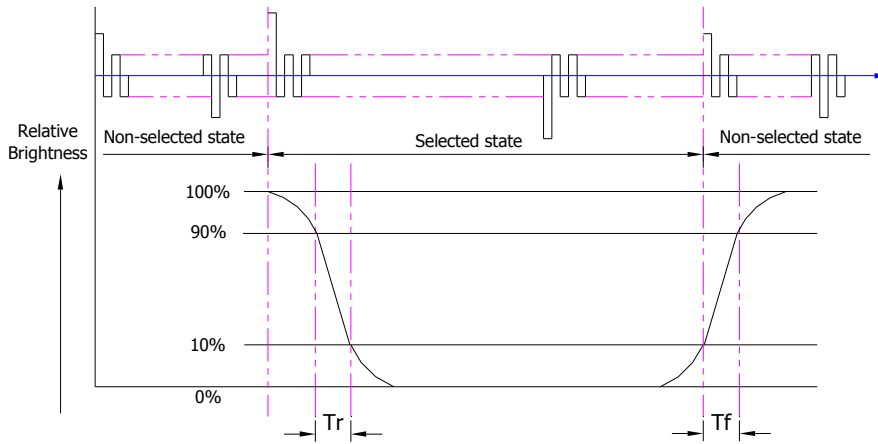 Relative
Brightness
Non-selected state
Selected state
Non-selected state
100%
90%
10%
0%
Tr
Tf